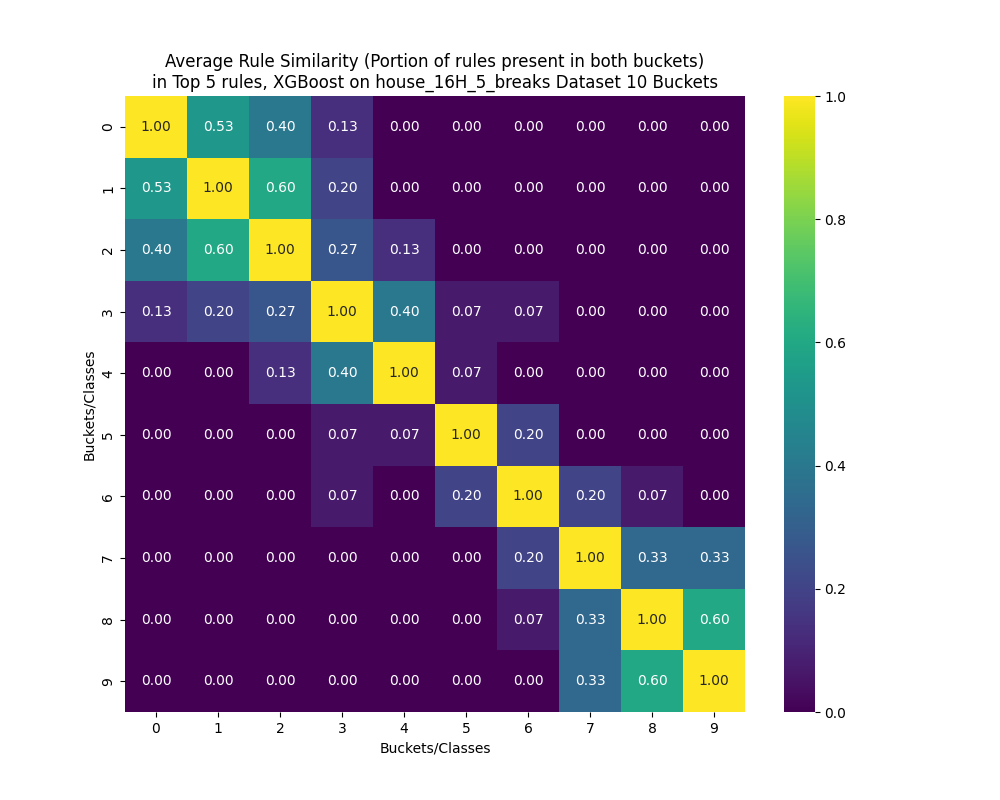 Average Rule Similarity (Portion of rules present in both buckets)
in Top 5 rules, XGBoost on house_16H_5_breaks Dataset 10 Buckets
Buckets/Classes
0 1.00 0.53 0.40 0.13 0.00 0.00 0.00 0.00 0.00 0.00
1 0.53 1.00 0.60 0.20 0.00 0.00 0.00 0.00 0.00 0.00
2 0.40 0.60 1.00 0.27 0.13 0.00 0.00 0.00 0.00 0.00
3 0.13 0.20 0.27 1.00 0.40 0.07 0.07 0.00 0.00 0.00
4 0.00 0.00 0.13 0.40 1.00 0.07 0.00 0.00 0.00 0.00
5 0.00 0.00 0.00 0.07 0.07 1.00 0.20 0.00 0.00 0.00
6 0.00 0.00 0.00 0.07 0.00 0.20 1.00 0.20 0.07 0.00
7 0.00 0.00 0.00 0.00 0.00 0.00 0.20 1.00 0.33 0.33
8 0.00 0.00 0.00 0.00 0.00 0.00 0.07 0.33 1.00 0.60
9 0.00 0.00 0.00 0.00 0.00 0.00 0.00 0.33 0.60 1.00
0 1 2 3 4 5 6 7 8 9
Buckets/Classes
1.0
0.8
0.6
0.4
0.2
0.0